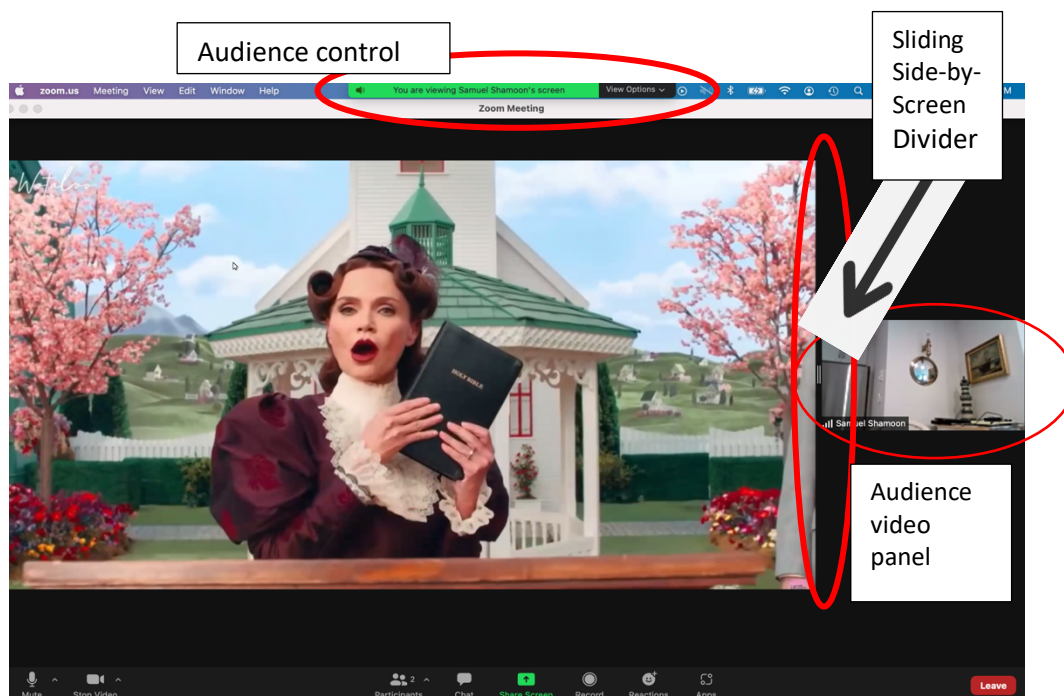 Audience control
Sliding
Side-by-
Screen
Divider
zoom.us Meeting View Edit Window Help
You are viewing Samuel Shamoon's screen
View Options
M
Zoom Meeting
HOLY BIBLE
Samuel Shamoon
Audience
video
panel
Mute
Stop Video
Participants
2
Chat
Share Screen
Record
Reactions
Apps
Leave